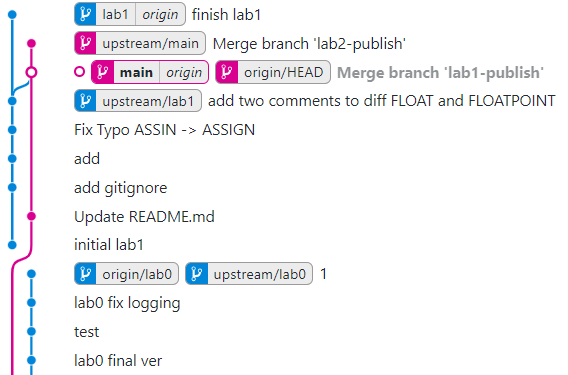 lab1 origin finish lab1
upstream/main Merge branch 'lab2-publish'
main origin origin/HEAD Merge branch 'lab1-publish'
upstream/lab1 add two comments to diff FLOAT and FLOATPOINT
Fix Typo ASSIN -> ASSIGN
add
add gitignore
Update README.md
initial lab1
origin/lab0 upstream/lab0 1
lab0 fix logging
test
lab0 final ver